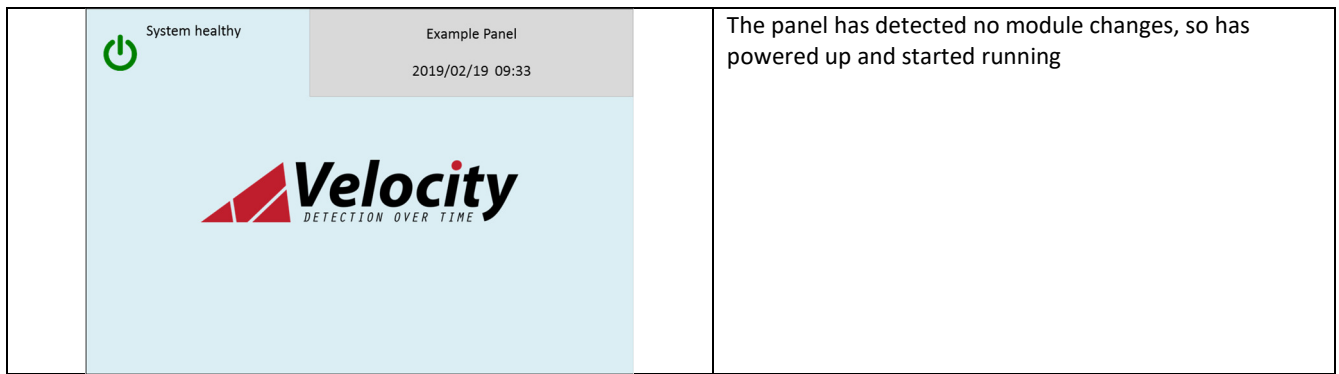 System healthy
Example Panel
2019/02/19 09:33
Velocity
DETECTION OVER TIME
The panel has detected no module changes, so has
powered up and started running